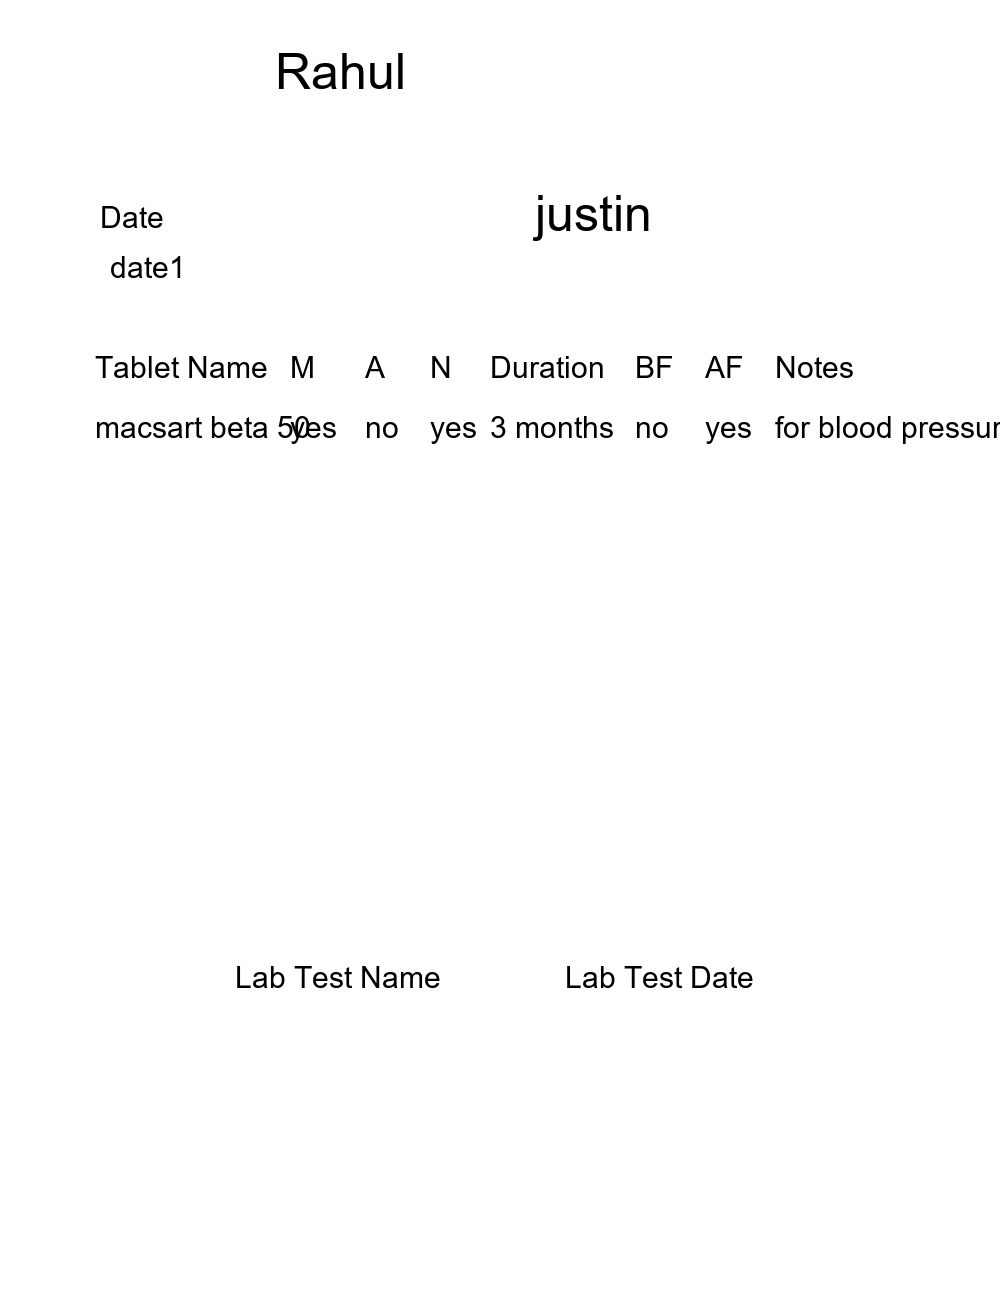 Rahul
Date
justin
date1
Tablet Name M A N Duration BF AF Notes
macsart beta 50 yes no yes 3 months no yes for blood pressur
Lab Test Name Lab Test Date